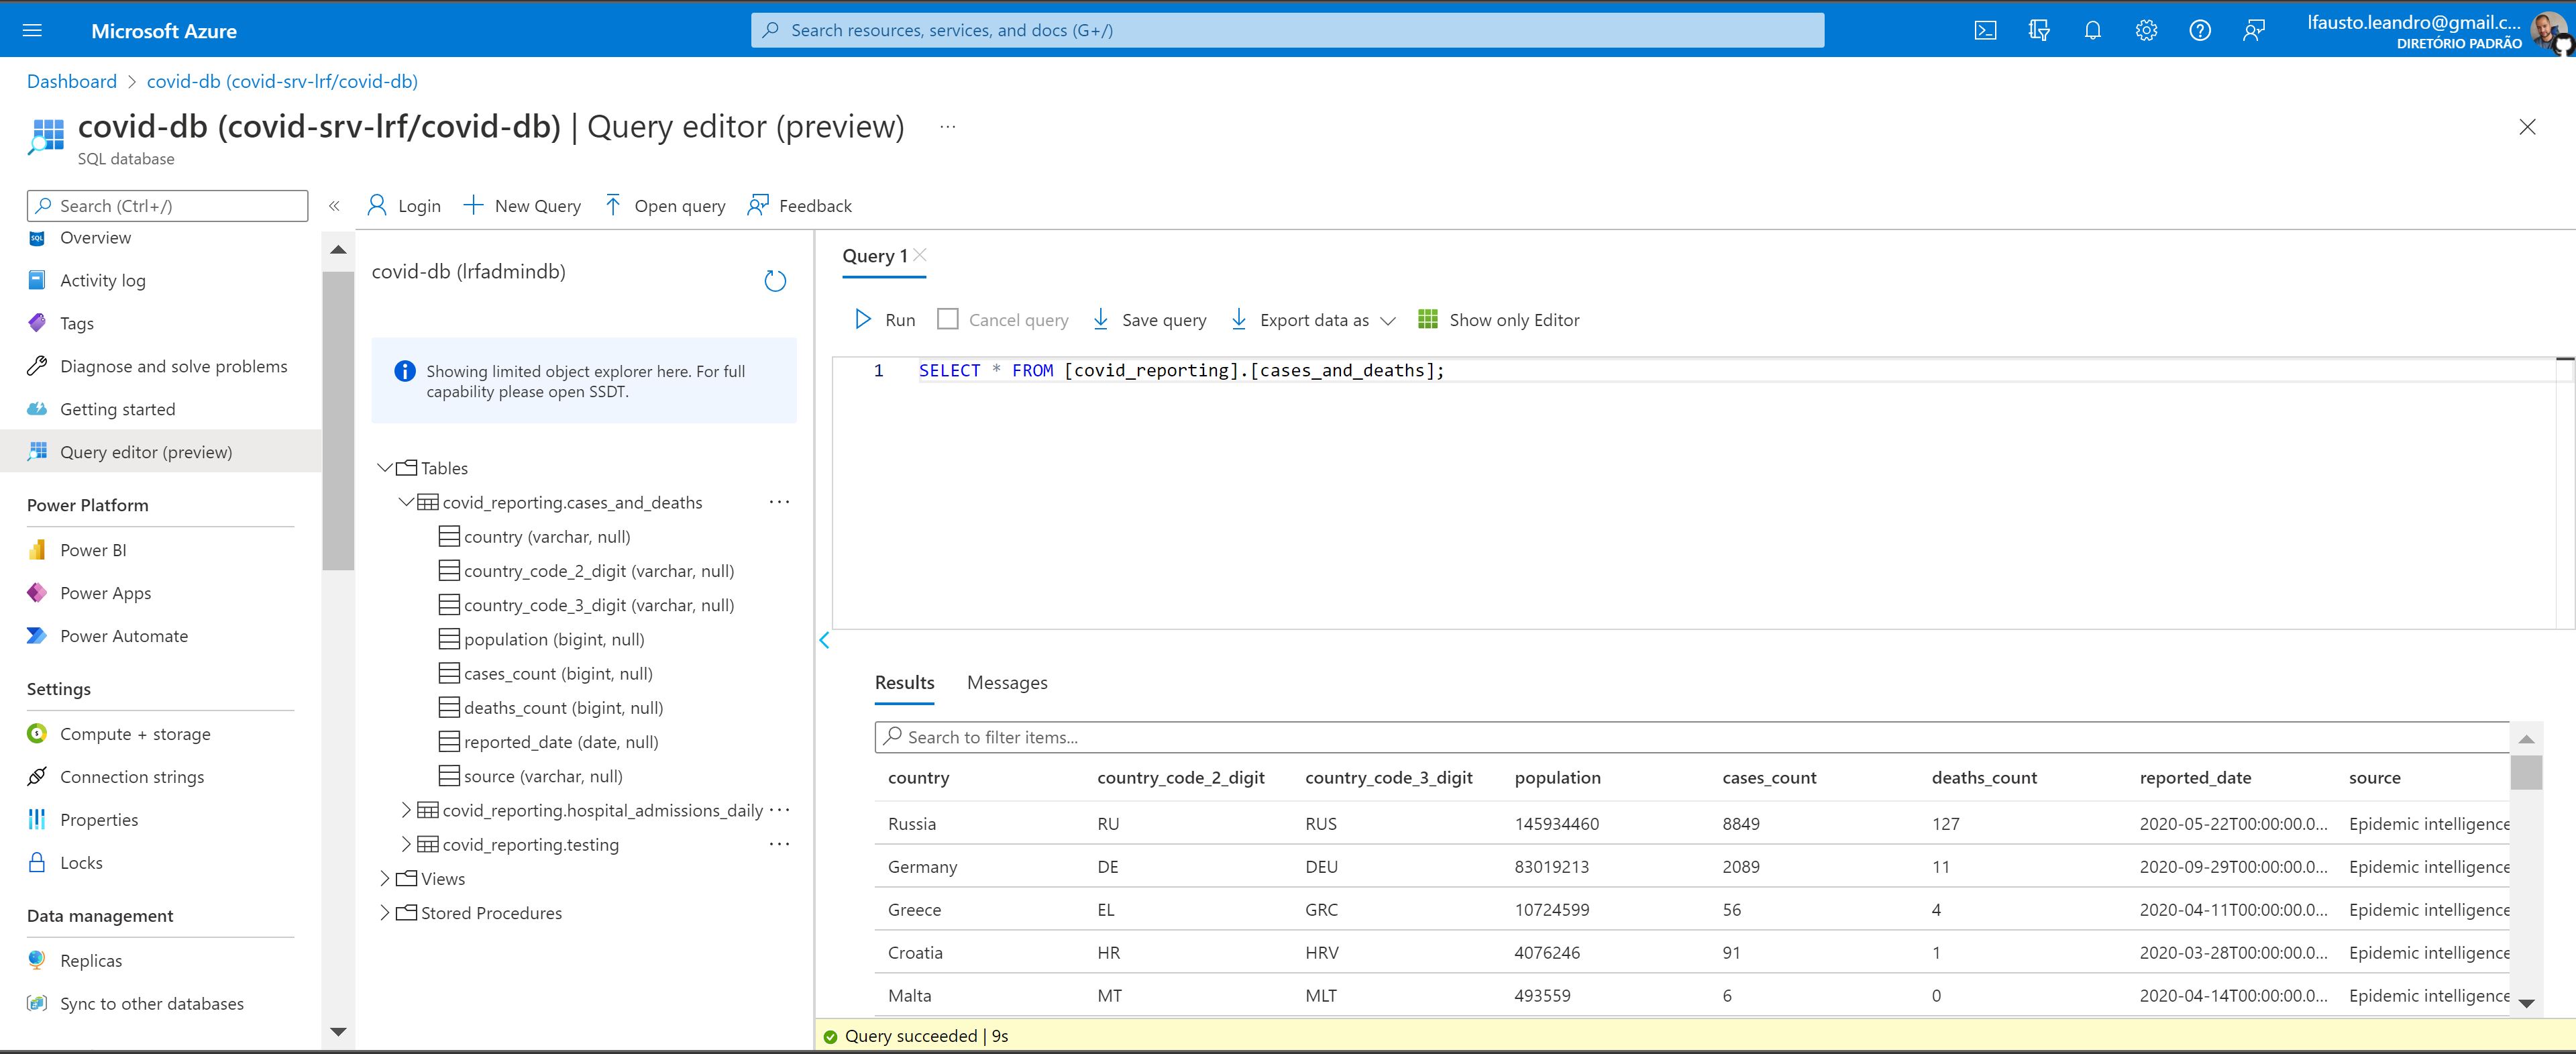 Microsoft Azure
Search resources, services, and docs (G+/)
lfausto.leandro@gmail.c...
DIRETÓRIO PADRÃO
Dashboard > covid-db (covid-srv-lrf/covid-db)
covid-db (covid-srv-lrf/covid-db) | Query editor (preview) ...
SQL database
Search (Ctrl+/)
«
Login
New Query
Open query
Feedback
Overview
Activity log
Tags
Diagnose and solve problems
Getting started
Query editor (preview)
Power Platform
Power BI
Power Apps
Power Automate
Settings
Compute + storage
Connection strings
Properties
Locks
Data management
Replicas
Sync to other databases
covid-db (lrfadmindb)
Showing limited object explorer here. For full
capability please open SSDT.
Tables
covid_reporting.cases_and_deaths ...
country (varchar, null)
country_code_2_digit (varchar, null)
country_code_3_digit (varchar, null)
population (bigint, null)
cases_count (bigint, null)
deaths_count (bigint, null)
reported_date (date, null)
source (varchar, null)
covid_reporting.hospital_admissions_daily ...
covid_reporting.testing ...
Views
Stored Procedures
Query 1
Run
Cancel query
Save query
Export data as
Show only Editor
1 SELECT * FROM [covid_reporting].[cases_and_deaths];
Results Messages
Search to filter items...
country country_code_2_digit country_code_3_digit population cases_count deaths_count reported_date source
Russia RU RUS 145934460 8849 127 2020-05-22T00:00:00.0... Epidemic intelligence
Germany DE DEU 83019213 2089 11 2020-09-29T00:00:00.0... Epidemic intelligence
Greece EL GRC 10724599 56 4 2020-04-11T00:00:00.0... Epidemic intelligence
Croatia HR HRV 4076246 91 1 2020-03-28T00:00:00.0... Epidemic intelligence
Malta MT MLT 493559 6 0 2020-04-14T00:00:00.0... Epidemic intelligence
Query succeeded | 9s